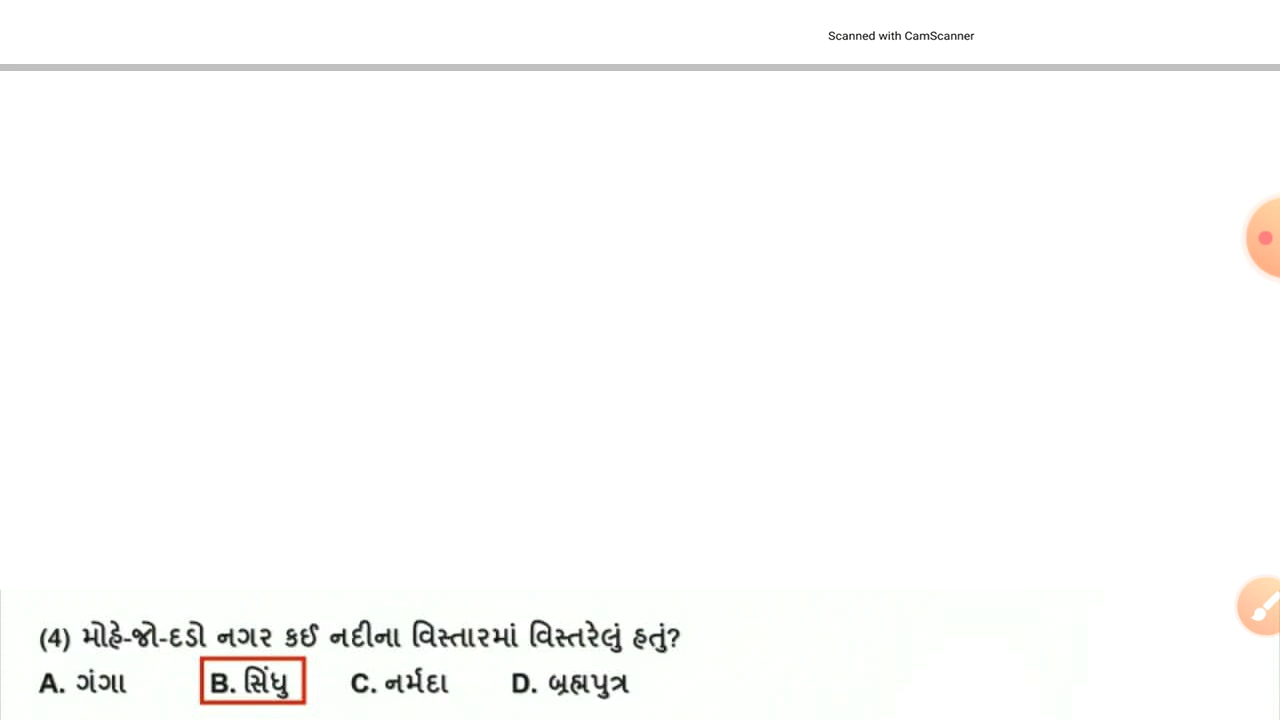 Scanned with CamScanner
(4) મોહે-જો-દડો નગર કઈ નદીના વિસ્તારમાં વિસ્તરેલું હતું?
A. ગંગા B. સિંધુ C. નર્મદા D. બ્રહ્મપુત્ર